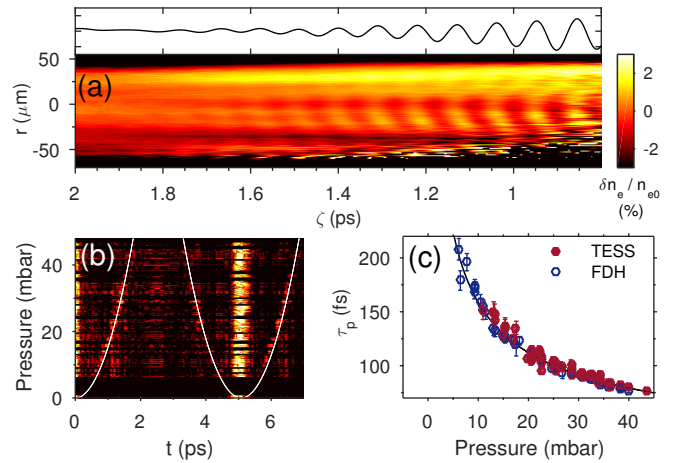 50
0
-50
r (μm)
(a)
2
1.8
1.6
1.4
1.2
1
ζ (ps)
2
0
-2
δn_e / n_e0
(%)
(b)
40
20
0
Pressure (mbar)
0
2
4
6
t (ps)
(c)
TESS
FDH
200
150
100
τ_p (fs)
0
10
20
30
40
Pressure (mbar)